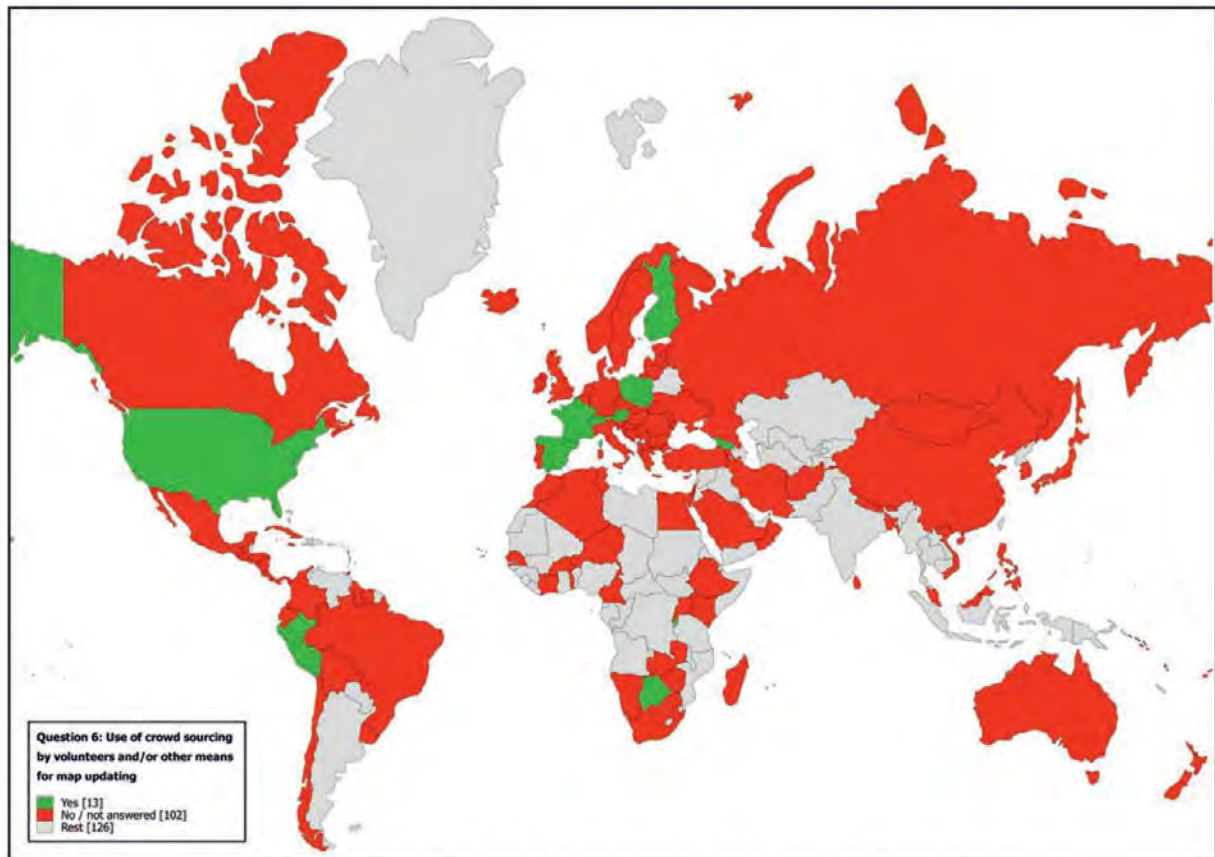 Question 6: Use of crowd sourcing
by volunteers and/or other means
for map updating
Yes [13]
No / not answered [102]
Rest [126]